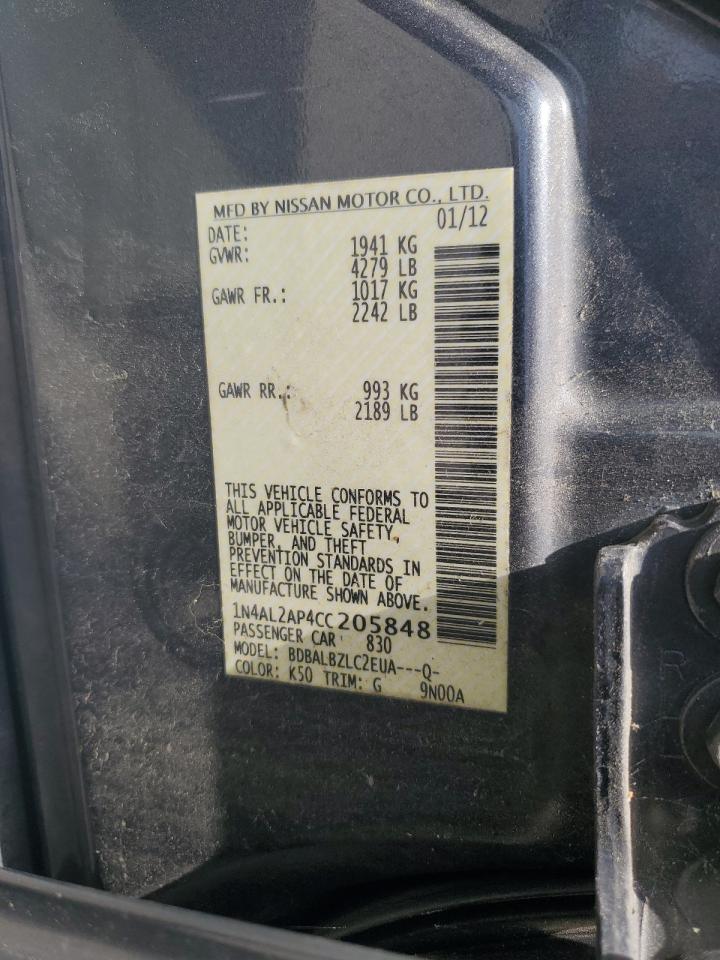 MFD BY NISSAN MOTOR CO., LTD.
DATE: 01/12
GVWR: 1941 KG
4279 LB
GAWR FR.: 1017 KG
2242 LB
GAWR RR.: 993 KG
2189 LB
THIS VEHICLE CONFORMS TO
ALL APPLICABLE FEDERAL
MOTOR VEHICLE SAFETY,
BUMPER, AND THEFT
PREVENTION STANDARDS IN
EFFECT ON THE DATE OF
MANUFACTURE SHOWN ABOVE.
1N4AL2AP4CC205848
PASSENGER CAR 830
MODEL: BDBALBZLC2EUA---Q-
COLOR: K50 TRIM: G 9N00A
R